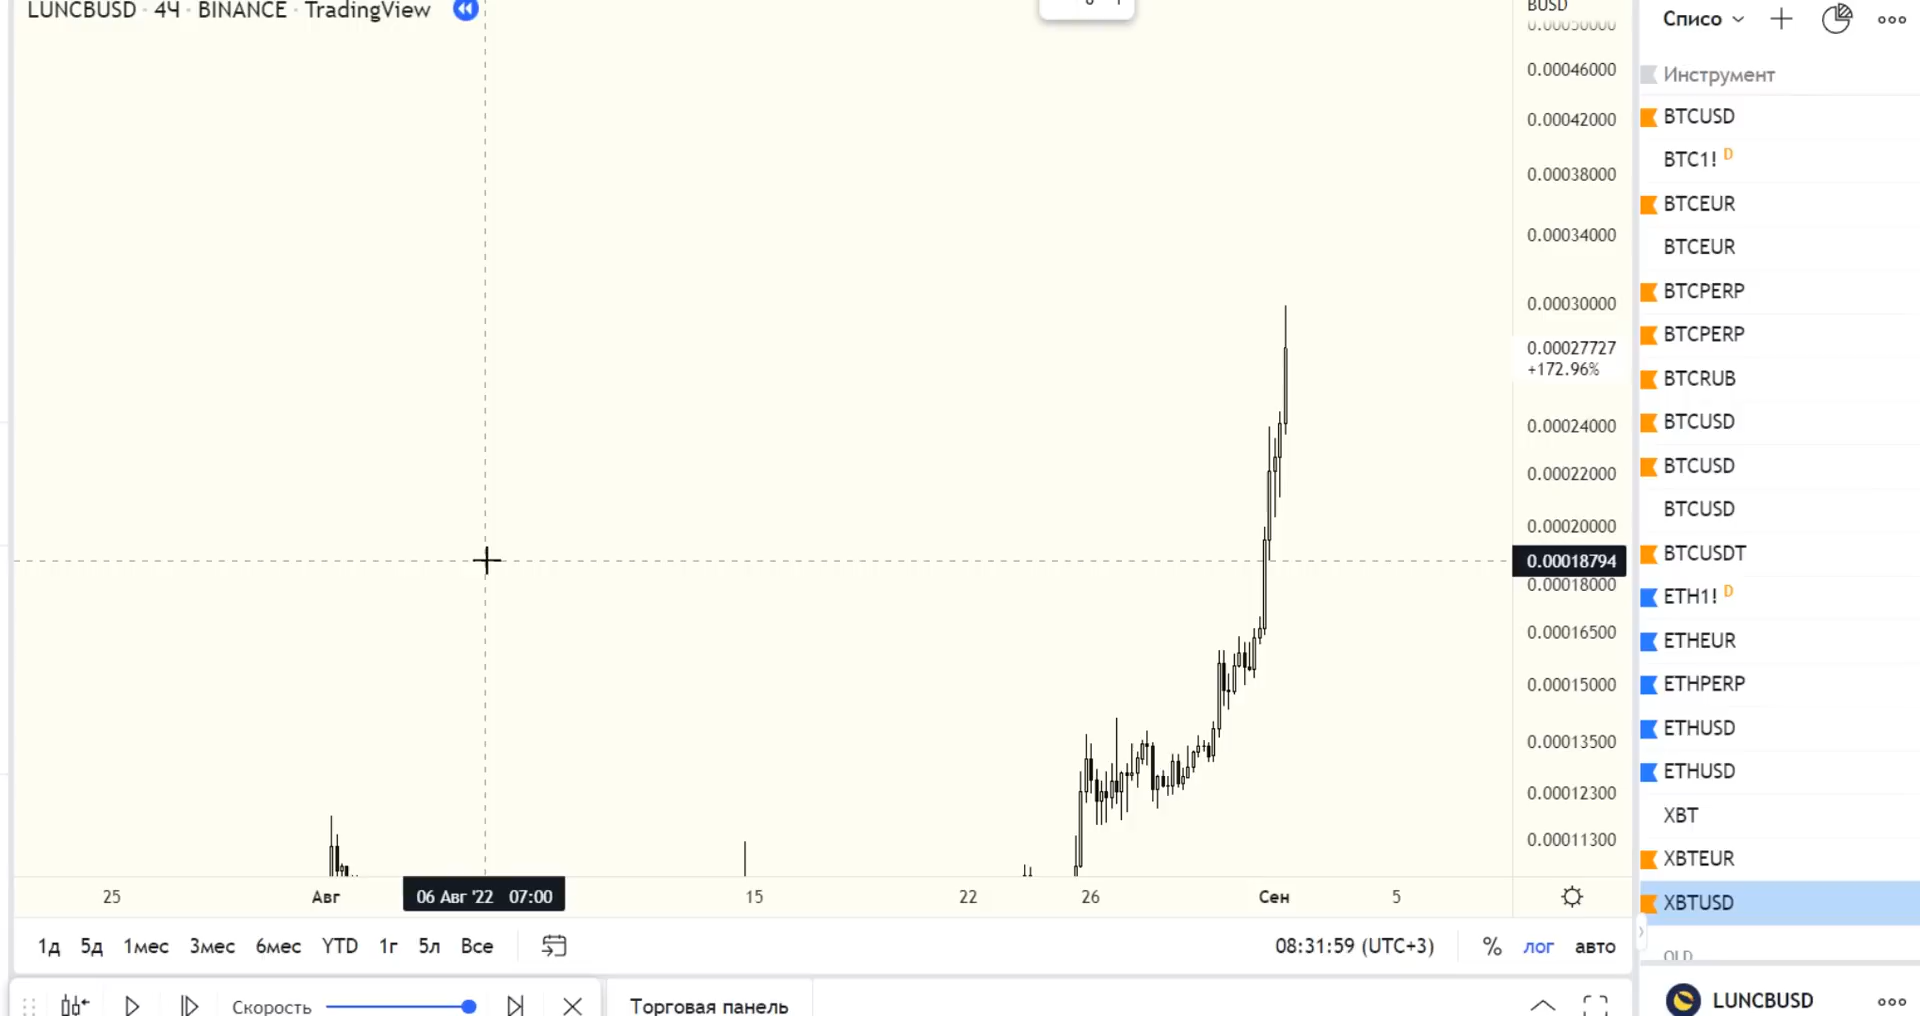 LUNCBUSD · 4Ч · BINANCE · TradingView
BUSD
0.00050000
0.00046000
0.00042000
0.00038000
0.00034000
0.00030000
0.00027727
+172.96%
0.00024000
0.00022000
0.00020000
0.00018794
0.00018000
0.00016500
0.00015000
0.00013500
0.00012300
0.00011300
25
Авг
06 Авг '22 07:00
15
22
26
Сен
5
1д 5д 1мес 3мес 6мес YTD 1г 5л Все
08:31:59 (UTC+3)
% лог авто
Скорость
Торговая панель
Списо
Инструмент
BTCUSD
BTC1! D
BTCEUR
BTCEUR
BTCPERP
BTCPERP
BTCRUB
BTCUSD
BTCUSD
BTCUSD
BTCUSDT
ETH1! D
ETHEUR
ETHPERP
ETHUSD
ETHUSD
XBT
XBTEUR
XBTUSD
OLD
LUNCBUSD